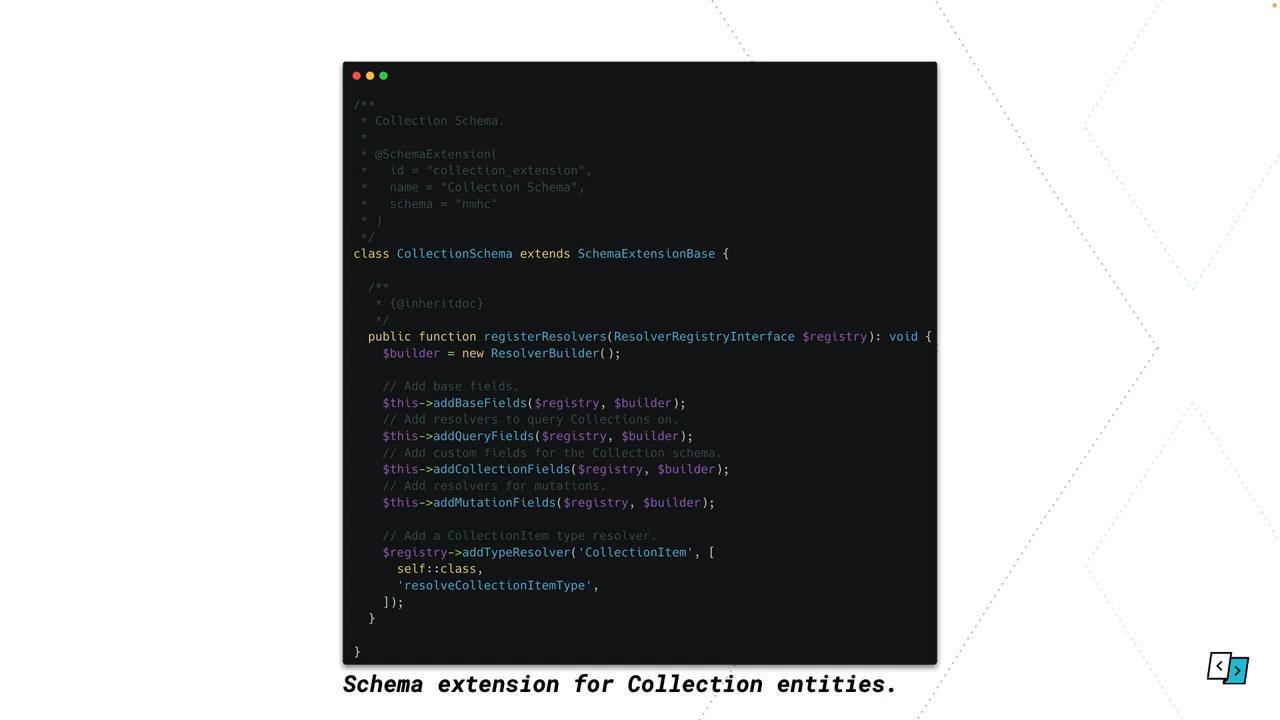 /**
 * Collection Schema.
 *
 * @SchemaExtension(
 *   id = "collection_extension",
 *   name = "Collection Schema",
 *   schema = "nmhc"
 * )
 */
class CollectionSchema extends SchemaExtensionBase {
  /**
   * {@inheritdoc}
   */
  public function registerResolvers(ResolverRegistryInterface $registry): void {
    $builder = new ResolverBuilder();
    // Add base fields.
    $this->addBaseFields($registry, $builder);
    // Add resolvers to query Collections on.
    $this->addQueryFields($registry, $builder);
    // Add custom fields for the Collection schema.
    $this->addCollectionFields($registry, $builder);
    // Add resolvers for mutations.
    $this->addMutationFields($registry, $builder);
    // Add a CollectionItem type resolver.
    $registry->addTypeResolver('CollectionItem', [
      self::class,
      'resolveCollectionItemType',
    ]);
  }
}
Schema extension for Collection entities.